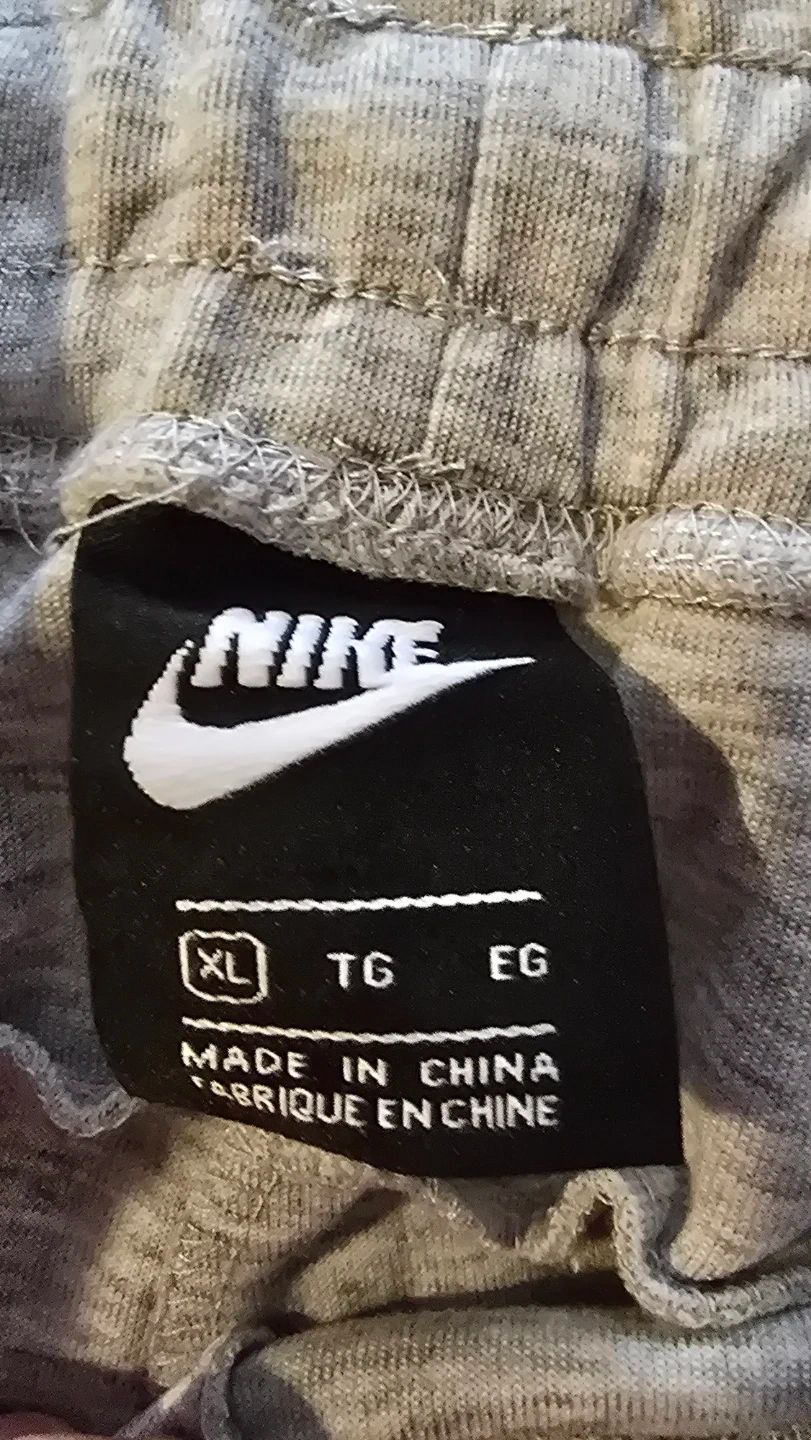 NIKE
XL TG EG
MADE IN CHINA
FABRIQUE EN CHINE